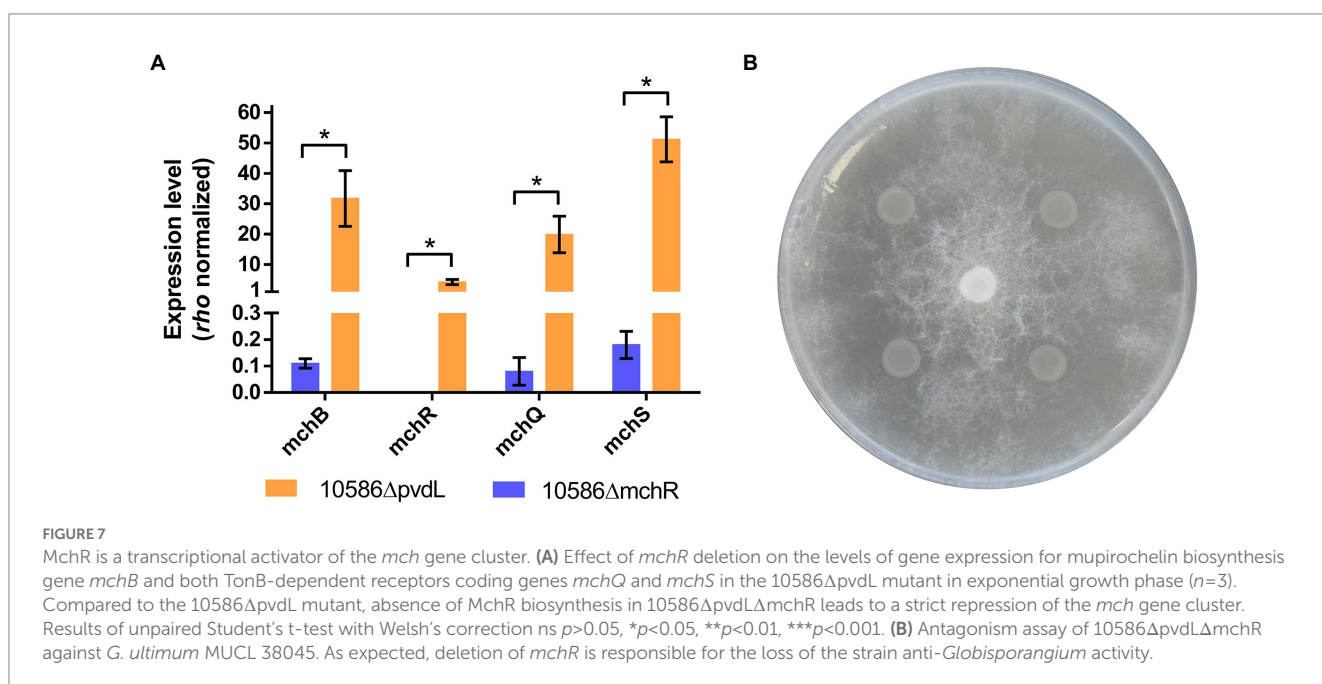 A
B
Expression level
(rho normalized)
60
50
40
30
20
10
1
0.3
0.2
0.1
0.0
*
*
*
*
mchB
mchR
mchQ
mchS
10586ΔpvdL
10586ΔmchR
FIGURE 7
MchR is a transcriptional activator of the mch gene cluster. (A) Effect of mchR deletion on the levels of gene expression for mupirochelin biosynthesis
gene mchB and both TonB-dependent receptors coding genes mchQ and mchS in the 10586ΔpvdL mutant in exponential growth phase (n=3).
Compared to the 10586ΔpvdL mutant, absence of MchR biosynthesis in 10586ΔpvdLΔmchR leads to a strict repression of the mch gene cluster.
Results of unpaired Student's t-test with Welsh's correction ns p>0.05, *p<0.05, **p<0.01, ***p<0.001. (B) Antagonism assay of 10586ΔpvdLΔmchR
against G. ultimum MUCL 38045. As expected, deletion of mchR is responsible for the loss of the strain anti-Globisporangium activity.